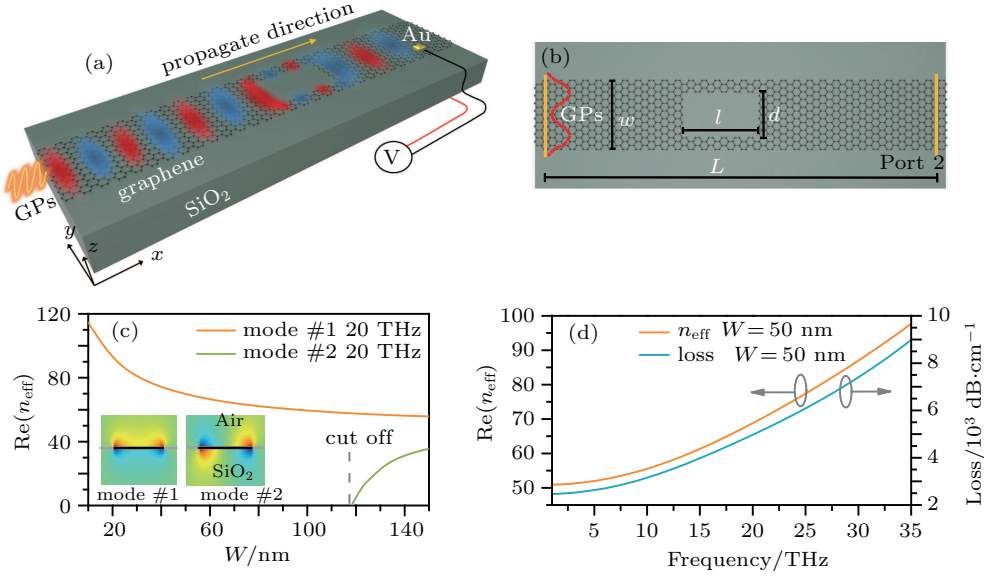 (a)
propagate direction
Au
V
graphene
SiO₂
GPs
y
z
x
(b)
GPs
w
l
d
Port 2
L
(c)
mode #1 20 THz
mode #2 20 THz
Re(n_eff)
120
80
40
0
Air
SiO₂
mode #1
mode #2
cut off
20
60
100
140
W/nm
(d)
n_eff W = 50 nm
loss W = 50 nm
Re(n_eff)
100
90
80
70
60
50
10
8
6
4
2
Loss/10³ dB·cm⁻¹
5
10
15
20
25
30
35
Frequency/THz